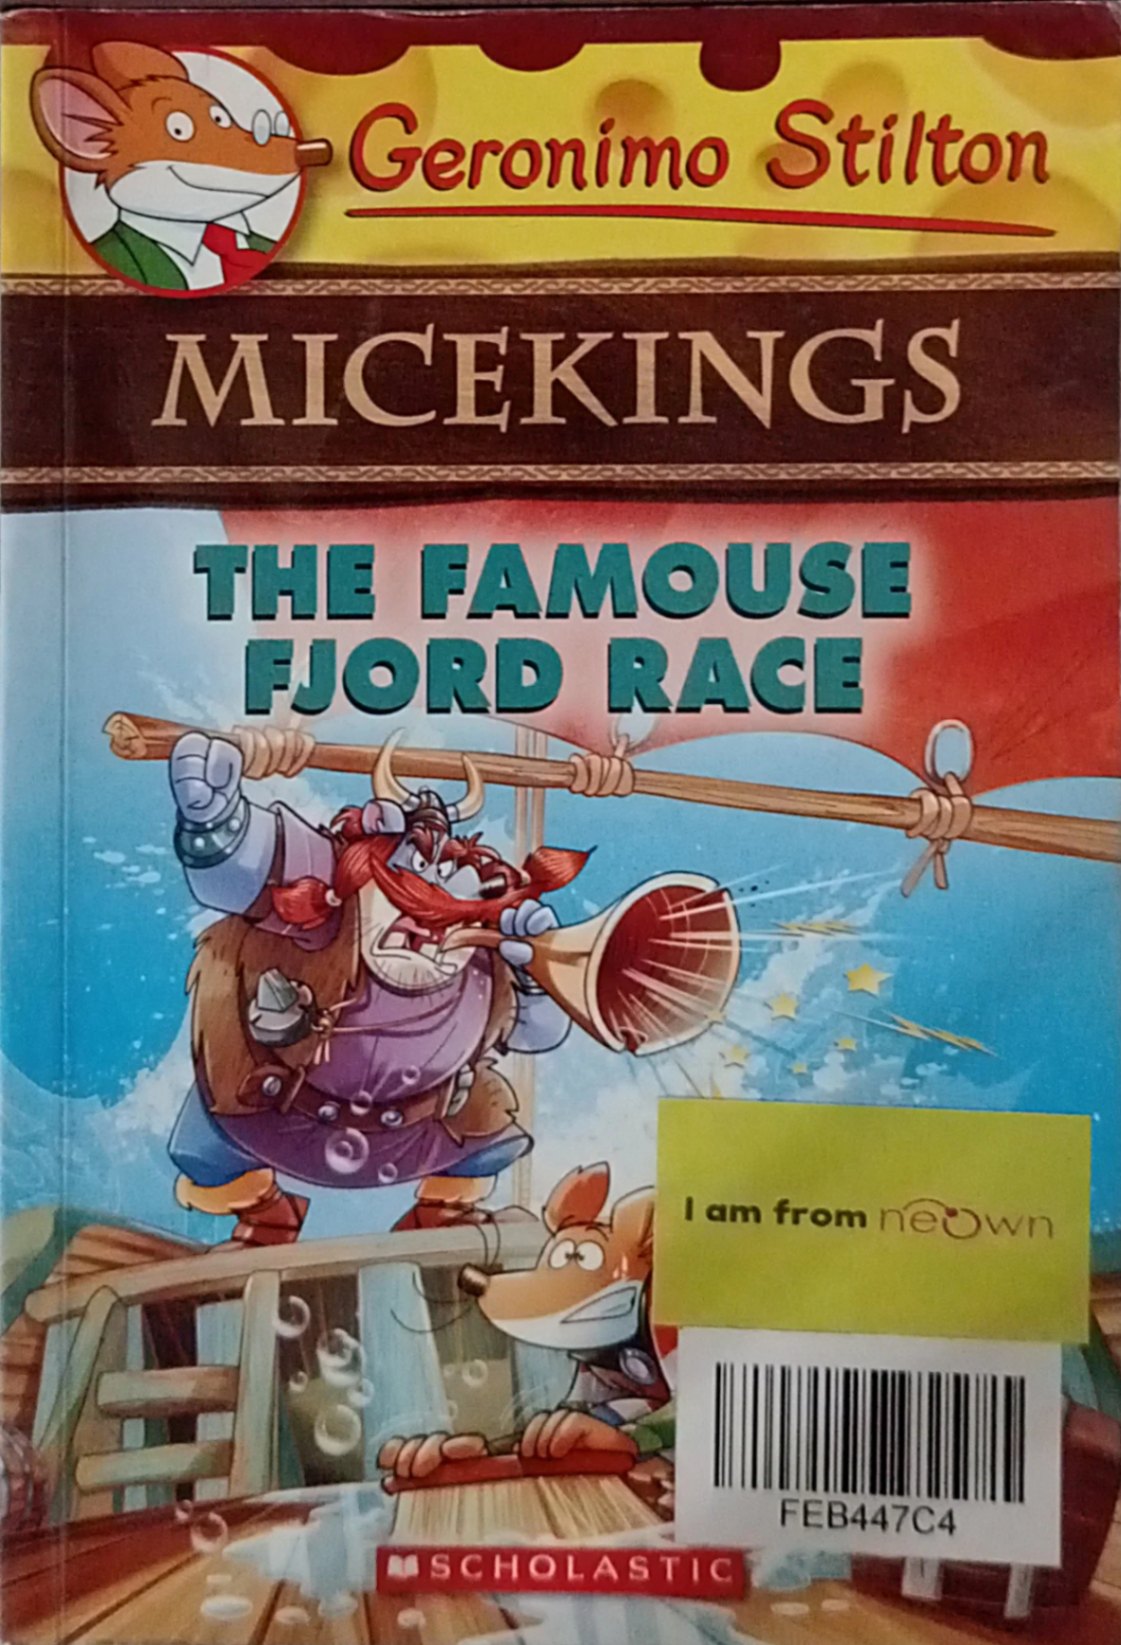 Geronimo Stilton
MICEKINGS
THE FAMOUSE
FJORD RACE
I am from neOwn
FEB447C4
SCHOLASTIC